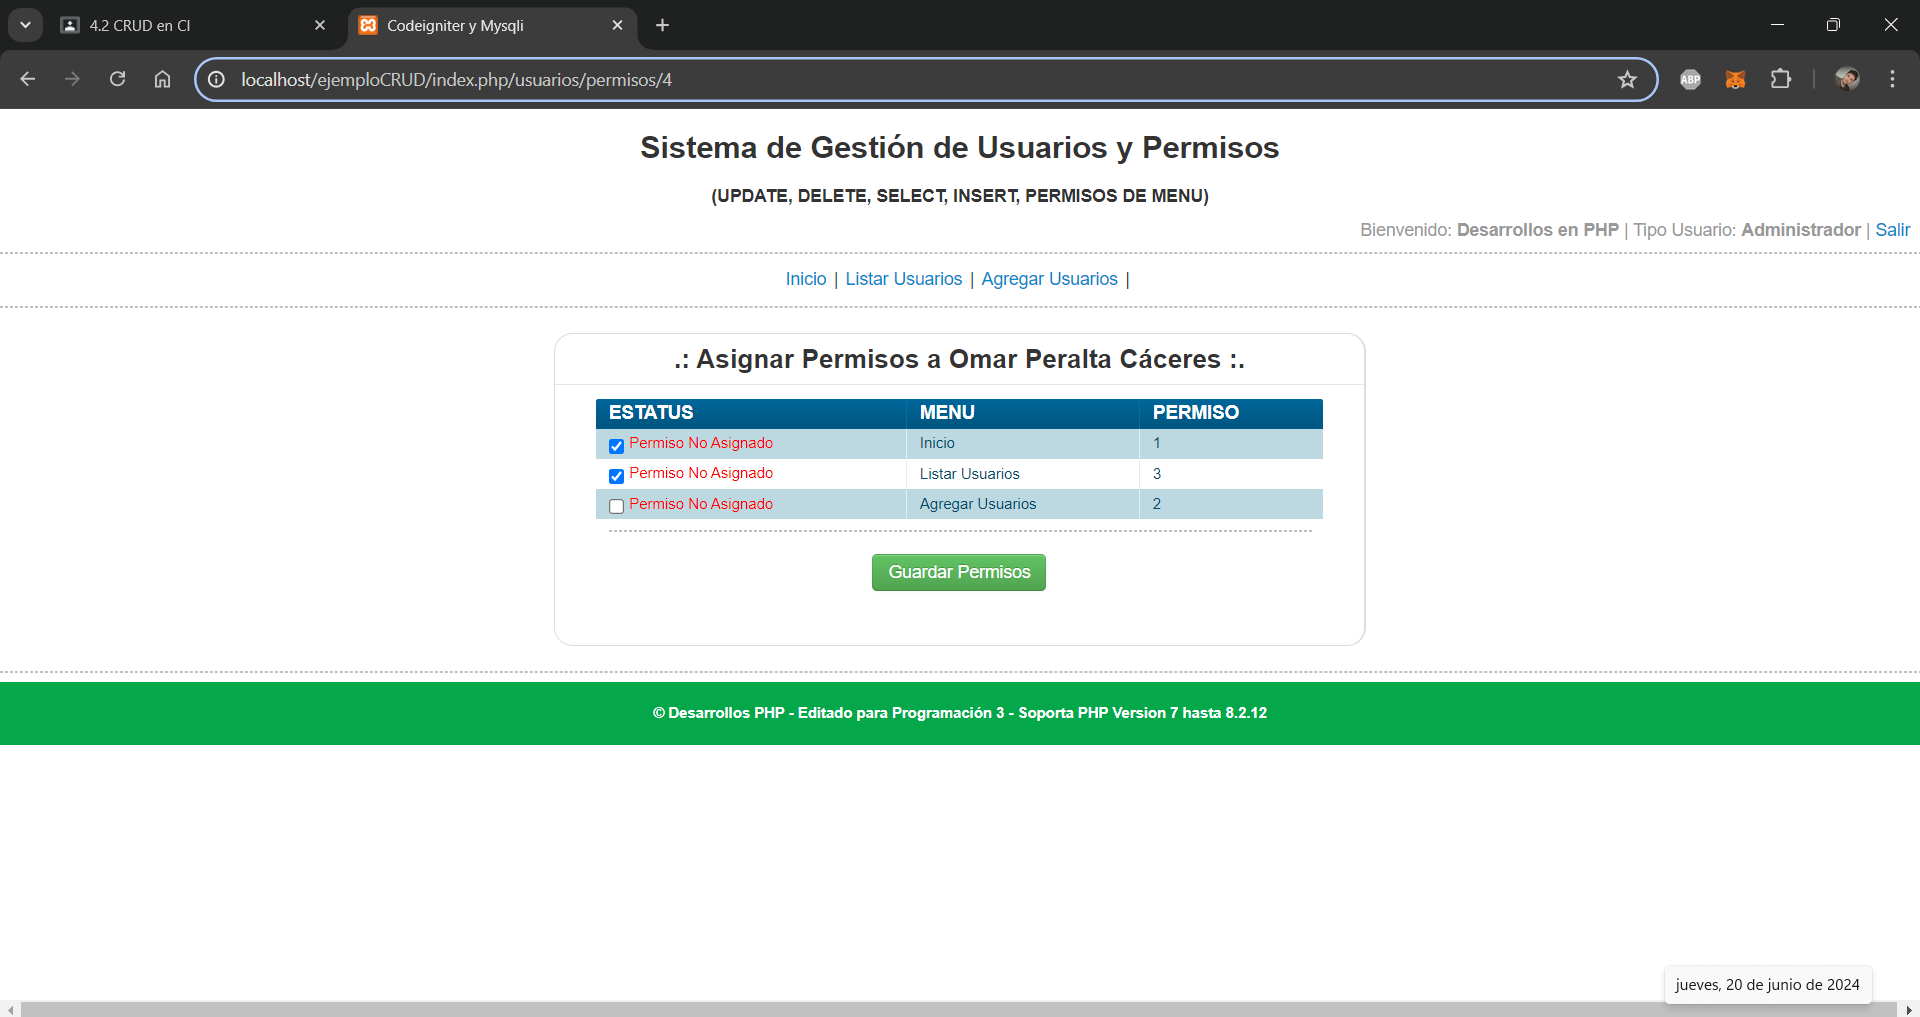 4.2 CRUD en CI
Codeigniter y Mysqli
localhost/ejemploCRUD/index.php/usuarios/permisos/4
ABP
Sistema de Gestión de Usuarios y Permisos
(UPDATE, DELETE, SELECT, INSERT, PERMISOS DE MENU)
Bienvenido: Desarrollos en PHP | Tipo Usuario: Administrador | Salir
Inicio | Listar Usuarios | Agregar Usuarios |
.: Asignar Permisos a Omar Peralta Cáceres :.
ESTATUS MENU PERMISO
Permiso No Asignado Inicio 1
Permiso No Asignado Listar Usuarios 3
Permiso No Asignado Agregar Usuarios 2
Guardar Permisos
© Desarrollos PHP - Editado para Programación 3 - Soporta PHP Version 7 hasta 8.2.12
jueves, 20 de junio de 2024